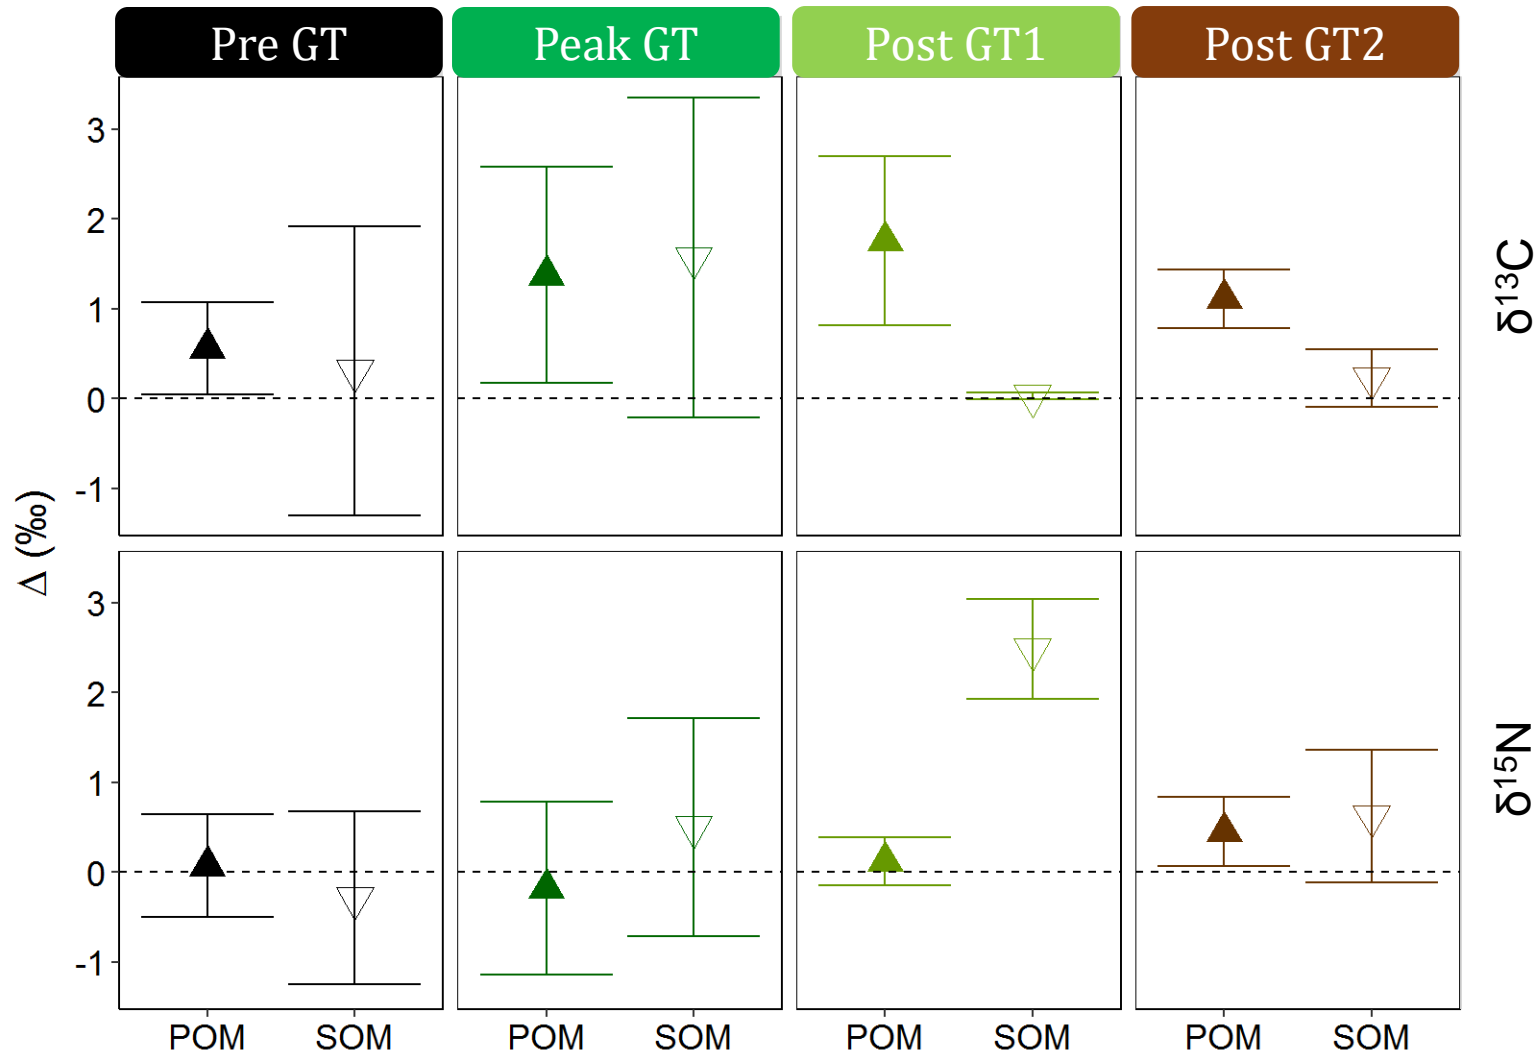 Pre GT
Peak GT
Post GT1
Post GT2
Δ (‰)
3
2
1
0
-1
δ¹³C
3
2
1
0
-1
δ¹⁵N
POM
SOM
POM
SOM
POM
SOM
POM
SOM